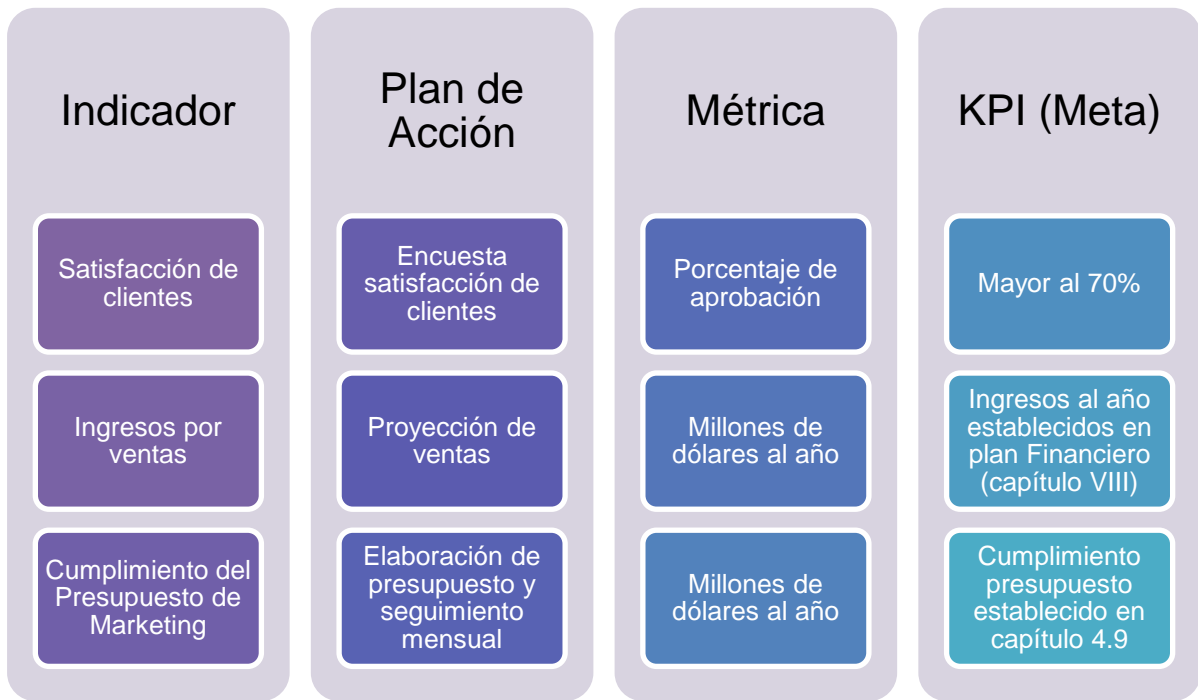 Indicador
Satisfacción de
clientes
Ingresos por
ventas
Cumplimiento del
Presupuesto de
Marketing
Plan de
Acción
Encuesta
satisfacción de
clientes
Proyección de
ventas
Elaboración de
presupuesto y
seguimiento
mensual
Métrica
Porcentaje de
aprobación
Millones de
dólares al año
Millones de
dólares al año
KPI (Meta)
Mayor al 70%
Ingresos al año
establecidos en
plan Financiero
(capítulo VIII)
Cumplimiento
presupuesto
establecido en
capítulo 4.9